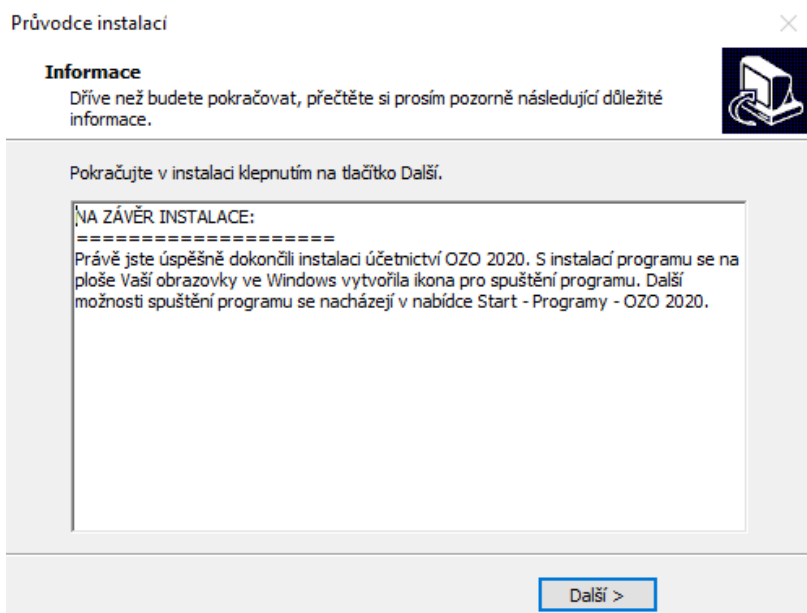 Průvodce instalací
Informace
Dříve než budete pokračovat, přečtěte si prosím pozorně následující důležité
informace.
Pokračujte v instalaci klepnutím na tlačítko Další.
NA ZÁVĚR INSTALACE:
====================
Právě jste úspěšně dokončili instalaci účetnictví OZO 2020. S instalací programu se na
ploše Vaší obrazovky ve Windows vytvořila ikona pro spuštění programu. Další
možnosti spuštění programu se nacházejí v nabídce Start - Programy - OZO 2020.
Další >